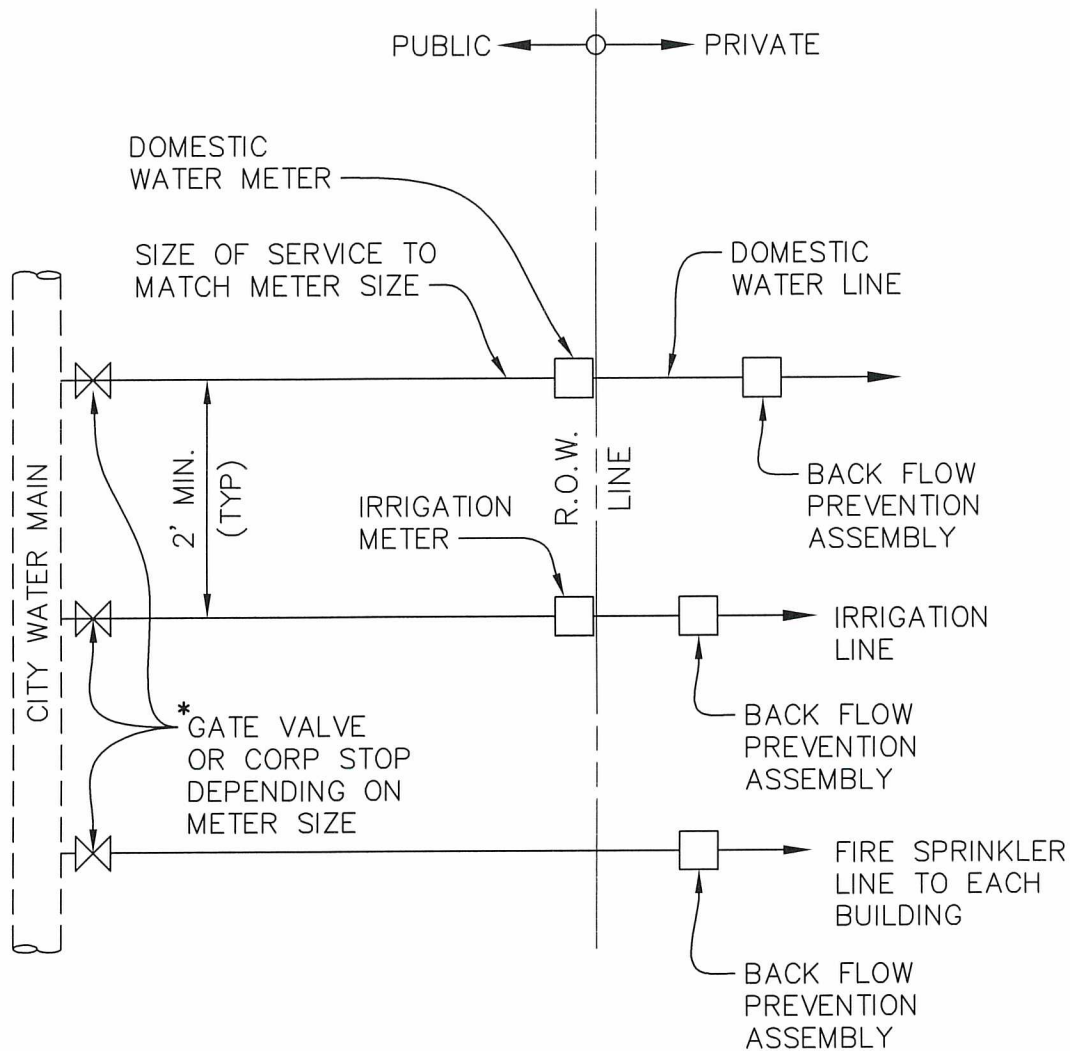 PUBLIC
PRIVATE
DOMESTIC
WATER METER
SIZE OF SERVICE TO
MATCH METER SIZE
DOMESTIC
WATER LINE
CITY WATER MAIN
2' MIN.
(TYP)
R.O.W.
LINE
IRRIGATION
METER
BACK FLOW
PREVENTION
ASSEMBLY
IRRIGATION
LINE
*GATE VALVE
OR CORP STOP
DEPENDING ON
METER SIZE
BACK FLOW
PREVENTION
ASSEMBLY
FIRE SPRINKLER
LINE TO EACH
BUILDING
BACK FLOW
PREVENTION
ASSEMBLY